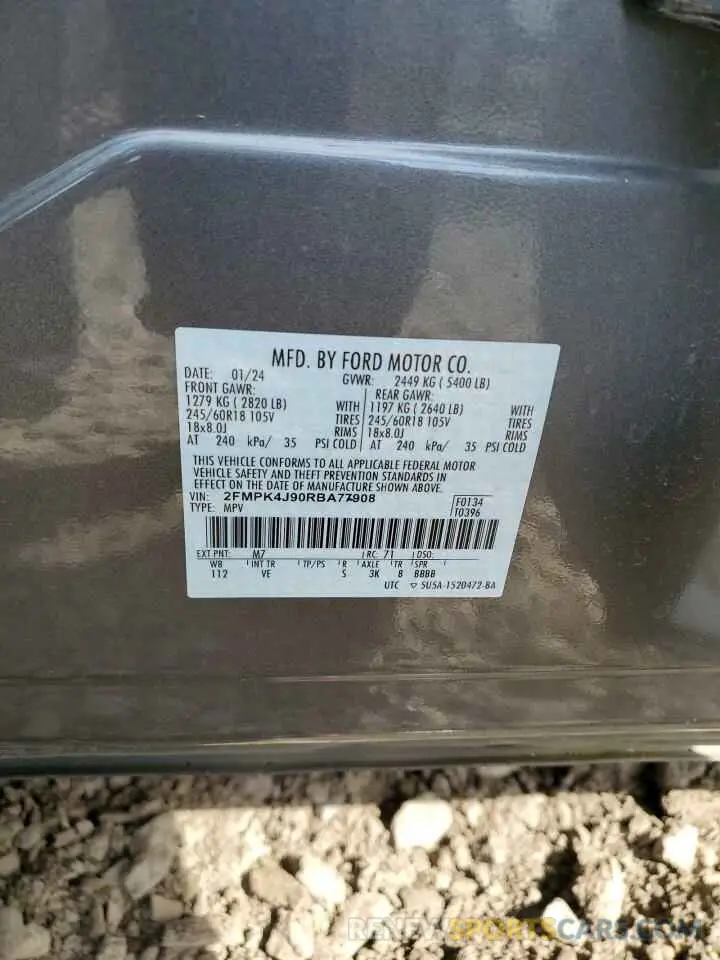 MFD. BY FORD MOTOR CO.
DATE: 01/24 GVWR: 2449 KG ( 5400 LB)
FRONT GAWR: REAR GAWR:
1279 KG ( 2820 LB) WITH 1197 KG ( 2640 LB) WITH
245/60R18 105V TIRES 245/60R18 105V TIRES
18x8.0J RIMS 18x8.0J RIMS
AT 240 kPa/ 35 PSI COLD AT 240 kPa/ 35 PSI COLD
THIS VEHICLE CONFORMS TO ALL APPLICABLE FEDERAL MOTOR
VEHICLE SAFETY AND THEFT PREVENTION STANDARDS IN
EFFECT ON THE DATE OF MANUFACTURE SHOWN ABOVE.
VIN: 2FMPK4J90RBA77908
TYPE: MPV
F0134
T0396
EXT PNT: M7 RC: 71 DSO:
WB INT TR TP/PS R AXLE TR SPR
112 VE S 3K 8 BBBB
UTC ▽ 5U5A-1520472-BA
RENEWSPORTSCARS.COM